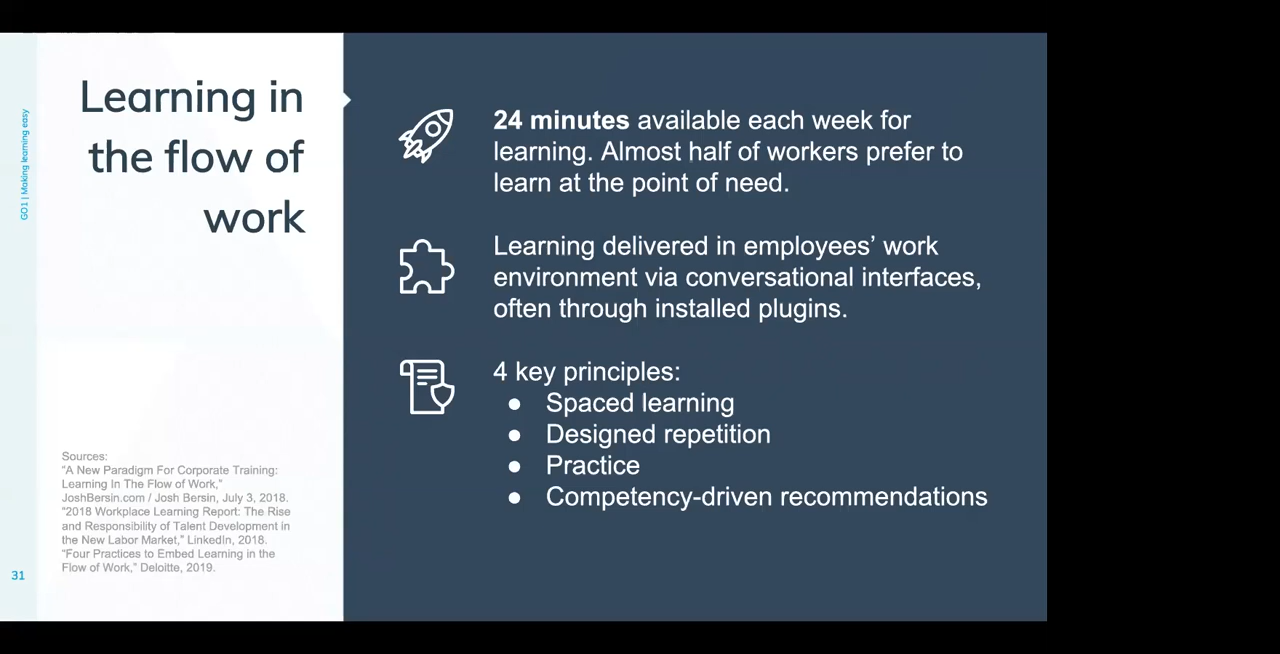 GO1 | Making learning easy
Learning in
the flow of
work
24 minutes available each week for
learning. Almost half of workers prefer to
learn at the point of need.
Learning delivered in employees’ work
environment via conversational interfaces,
often through installed plugins.
4 key principles:
● Spaced learning
● Designed repetition
● Practice
● Competency-driven recommendations
Sources:
“A New Paradigm For Corporate Training:
Learning In The Flow of Work,”
JoshBersin.com / Josh Bersin, July 3, 2018.
“2018 Workplace Learning Report: The Rise
and Responsibility of Talent Development in
the New Labor Market,” LinkedIn, 2018.
“Four Practices to Embed Learning in the
Flow of Work,” Deloitte, 2019.
31